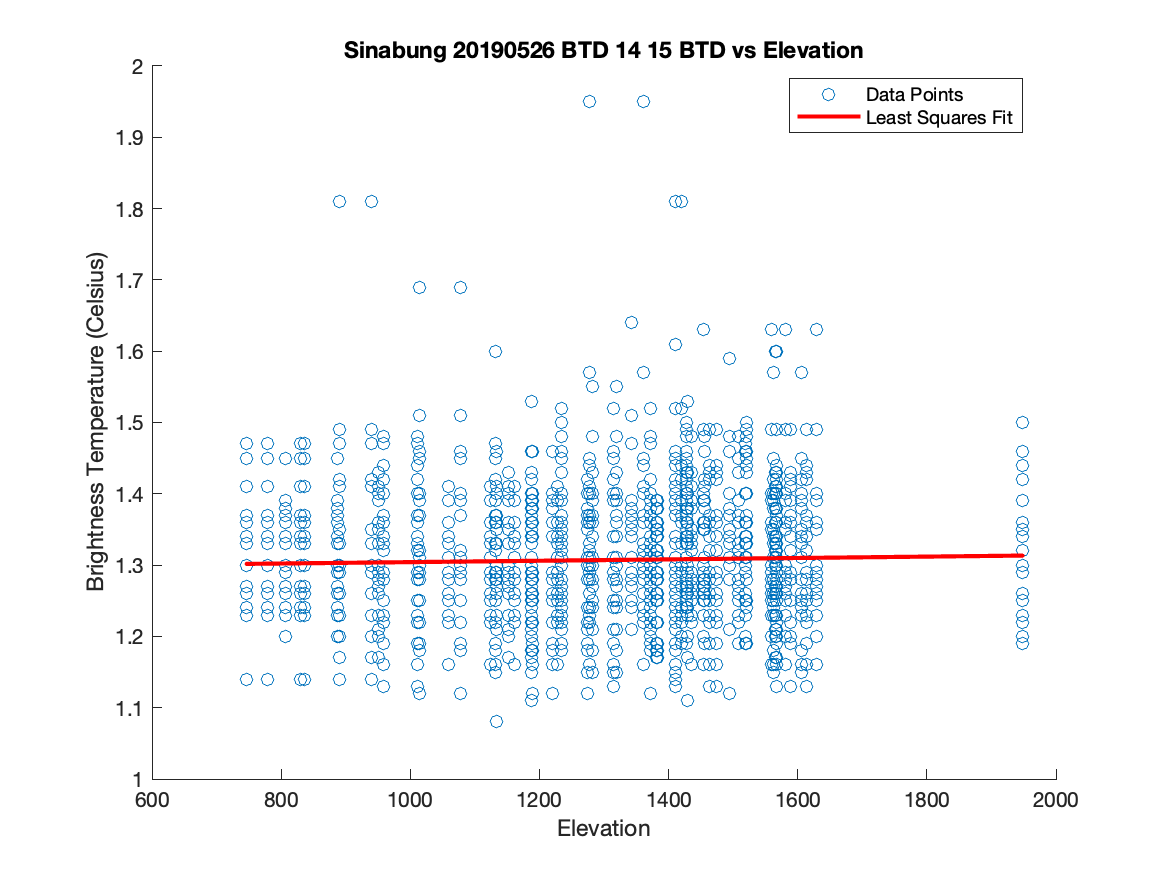 Sinabung 20190526 BTD 14 15 BTD vs Elevation
Data Points
Least Squares Fit
2
1.9
1.8
1.7
1.6
1.5
1.4
1.3
1.2
1.1
1
Brightness Temperature (Celsius)
600 800 1000 1200 1400 1600 1800 2000
Elevation